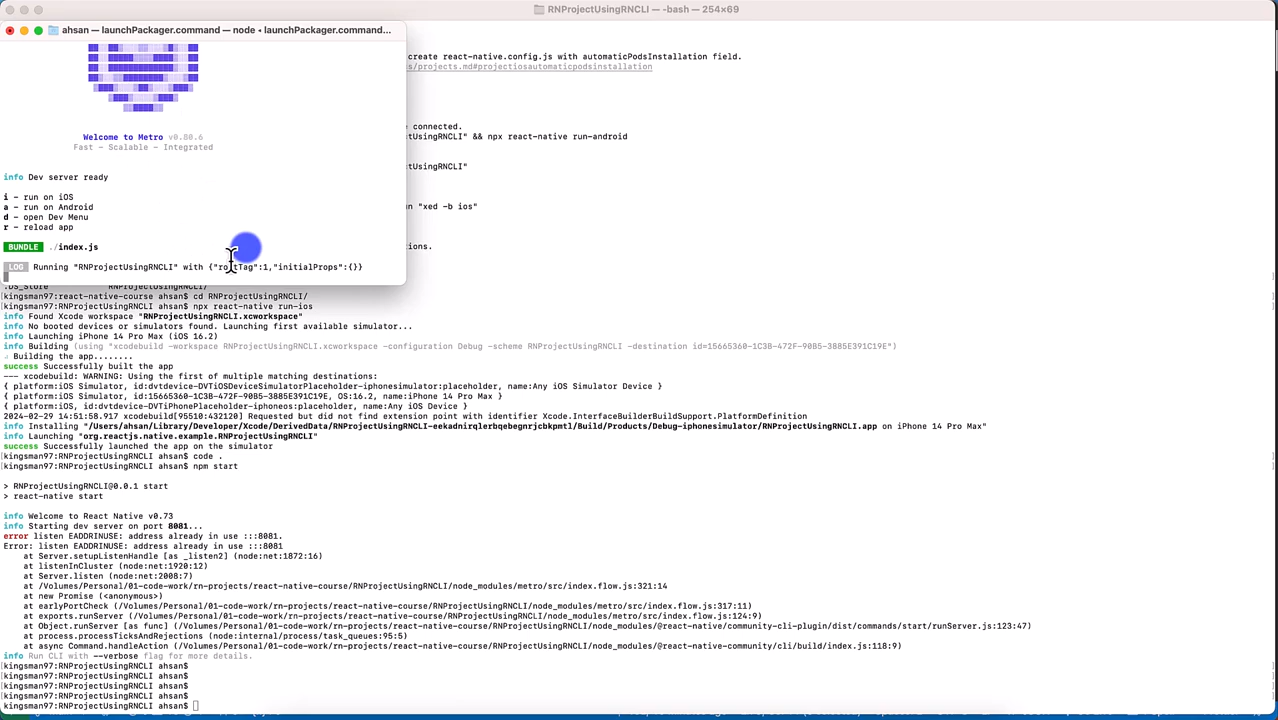 RNProjectUsingRNCLI — -bash — 254×69
ahsan — launchPackager.command — node • launchPackager.command...
create react-native.config.js with automaticPodsInstallation field.
s/projects.md#projectiosautomaticpodsinstallation
Welcome to Metro v0.80.6
Fast - Scalable - Integrated
e connected.
ctUsingRNCLI" && npx react-native run-android
ctUsingRNCLI"
info Dev server ready
i - run on iOS
a - run on Android
d - open Dev Menu
r - reload app
n "xed -b ios"
BUNDLE ./index.js
ions.
LOG Running "RNProjectUsingRNCLI" with {"rootTag":1,"initialProps":{}}
.DS_Store RNProjectUsingRNCLI/
[kingsman97:react-native-course ahsan$ cd RNProjectUsingRNCLI/ ]
[kingsman97:RNProjectUsingRNCLI ahsan$ npx react-native run-ios ]
info Found Xcode workspace "RNProjectUsingRNCLI.xcworkspace"
info No booted devices or simulators found. Launching first available simulator...
info Launching iPhone 14 Pro Max (iOS 16.2)
info Building (using "xcodebuild -workspace RNProjectUsingRNCLI.xcworkspace -configuration Debug -scheme RNProjectUsingRNCLI -destination id=15665360-1C3B-472F-90B5-3885E391C19E")
Building the app........
success Successfully built the app
--- xcodebuild: WARNING: Using the first of multiple matching destinations:
{ platform:iOS Simulator, id:dvtdevice-DVTiOSDeviceSimulatorPlaceholder-iphonesimulator:placeholder, name:Any iOS Simulator Device }
{ platform:iOS Simulator, id:15665360-1C3B-472F-90B5-3885E391C19E, OS:16.2, name:iPhone 14 Pro Max }
{ platform:iOS, id:dvtdevice-DVTiPhonePlaceholder-iphoneos:placeholder, name:Any iOS Device }
2024-02-29 14:51:58.917 xcodebuild[95510:432120] Requested but did not find extension point with identifier Xcode.InterfaceBuilderBuildSupport.PlatformDefinition
info Installing "/Users/ahsan/Library/Developer/Xcode/DerivedData/RNProjectUsingRNCLI-eekadnirqlerbqebegnrjcbkpmtl/Build/Products/Debug-iphonesimulator/RNProjectUsingRNCLI.app on iPhone 14 Pro Max"
info Launching "org.reactjs.native.example.RNProjectUsingRNCLI"
success Successfully launched the app on the simulator
[kingsman97:RNProjectUsingRNCLI ahsan$ code . ]
[kingsman97:RNProjectUsingRNCLI ahsan$ npm start ]
> RNProjectUsingRNCLI@0.0.1 start
> react-native start
info Welcome to React Native v0.73
info Starting dev server on port 8081...
error listen EADDRINUSE: address already in use :::8081.
Error: listen EADDRINUSE: address already in use :::8081
at Server.setupListenHandle [as _listen2] (node:net:1872:16)
at listenInCluster (node:net:1920:12)
at Server.listen (node:net:2008:7)
at /Volumes/Personal/01-code-work/rn-projects/react-native-course/RNProjectUsingRNCLI/node_modules/metro/src/index.flow.js:321:14
at new Promise (<anonymous>)
at earlyPortCheck (/Volumes/Personal/01-code-work/rn-projects/react-native-course/RNProjectUsingRNCLI/node_modules/metro/src/index.flow.js:317:11)
at exports.runServer (/Volumes/Personal/01-code-work/rn-projects/react-native-course/RNProjectUsingRNCLI/node_modules/metro/src/index.flow.js:124:9)
at Object.runServer [as func] (/Volumes/Personal/01-code-work/rn-projects/react-native-course/RNProjectUsingRNCLI/node_modules/@react-native/community-cli-plugin/dist/commands/start/runServer.js:123:47)
at process.processTicksAndRejections (node:internal/process/task_queues:95:5)
at async Command.handleAction (/Volumes/Personal/01-code-work/rn-projects/react-native-course/RNProjectUsingRNCLI/node_modules/@react-native/community/cli/build/index.js:118:9)
info Run CLI with --verbose flag for more details.
[kingsman97:RNProjectUsingRNCLI ahsan$ ]
[kingsman97:RNProjectUsingRNCLI ahsan$ ]
[kingsman97:RNProjectUsingRNCLI ahsan$ ]
[kingsman97:RNProjectUsingRNCLI ahsan$ ]
kingsman97:RNProjectUsingRNCLI ahsan$